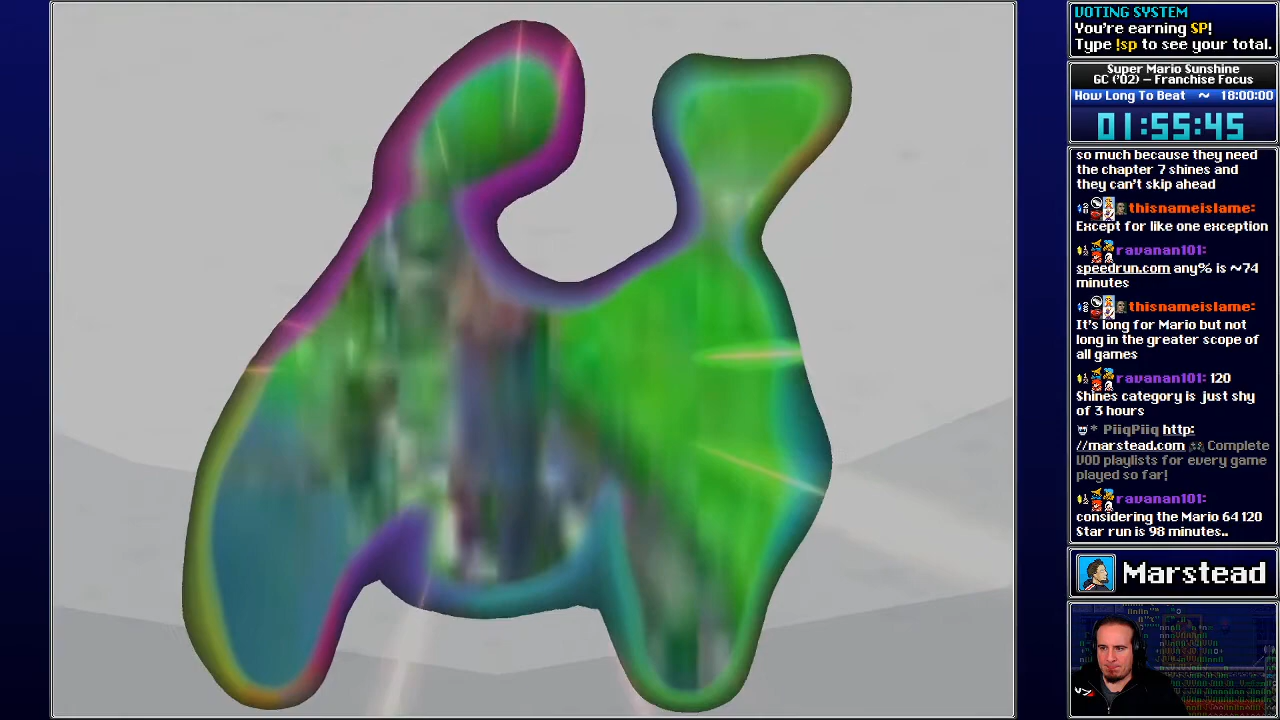 VOTING SYSTEM
You're earning SP!
Type !sp to see your total.
Super Mario Sunshine
GC ('02) – Franchise Focus
How Long To Beat ~ 18:00:00
01:55:45
so much because they need
the chapter 7 shines and
they can't skip ahead
thisnameislame:
Except for like one exception
ravanan101:
speedrun.com any% is ~74
minutes
thisnameislame:
It's long for Mario but not
long in the greater scope of
all games
ravanan101: 120
Shines category is just shy
of 3 hours
PiiqPiiq http:
//marstead.com Complete
VOD playlists for every game
played so far!
ravanan101:
considering the Mario 64 120
Star run is 98 minutes..
Marstead